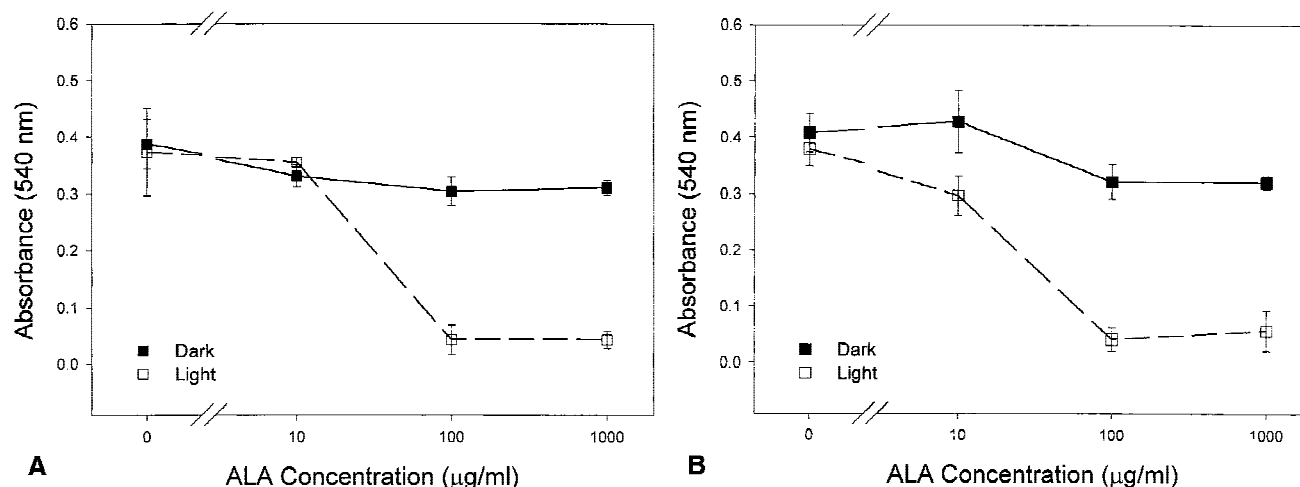 0.6
0.5
0.4
0.3
0.2
0.1
0.0
Absorbance (540 nm)
Dark
Light
0 10 100 1000
A
ALA Concentration (μg/ml)
0.6
0.5
0.4
0.3
0.2
0.1
0.0
Absorbance (540 nm)
Dark
Light
0 10 100 1000
B
ALA Concentration (μg/ml)